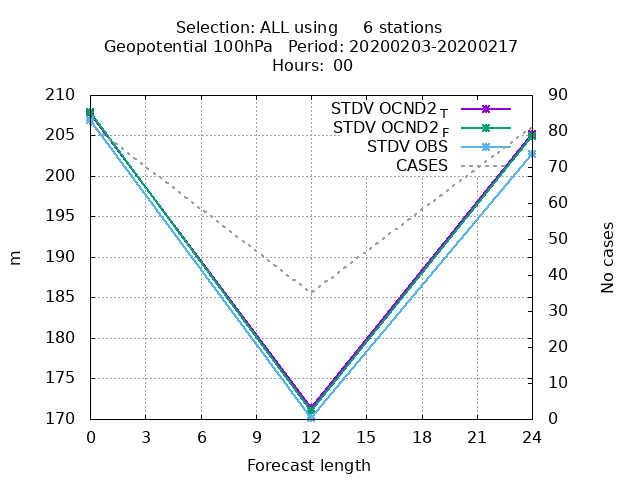 Selection: ALL using     6 stations
Geopotential 100hPa   Period: 20200203-20200217
Hours:  00
STDV OCND2 T
STDV OCND2 F
STDV OBS
CASES
210
205
200
195
190
185
180
175
170
m
90
80
70
60
50
40
30
20
10
0
No cases
0 3 6 9 12 15 18 21 24
Forecast length